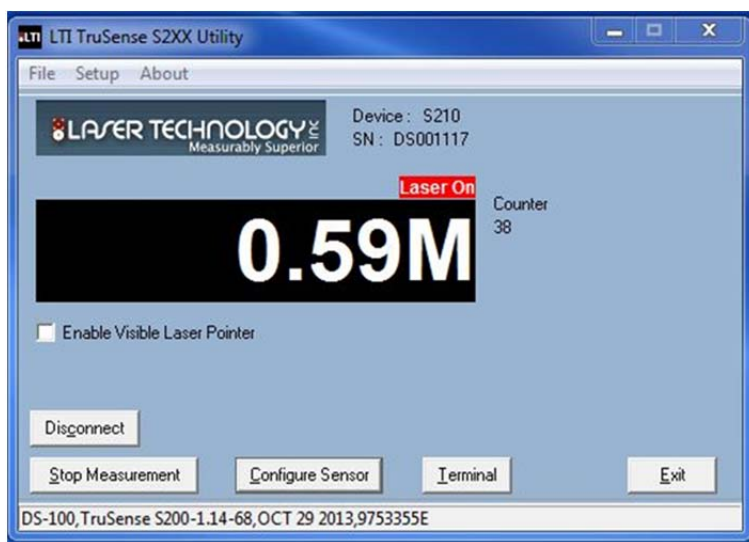 LTI LTI TruSense S2XX Utility
File Setup About
LASER TECHNOLOGY INC
Measurably Superior
Device : S210
SN : DS001117
Laser On
0.59M
Counter
38
Enable Visible Laser Pointer
Disconnect
Stop Measurement Configure Sensor Terminal Exit
DS-100,TruSense S200-1.14-68,OCT 29 2013,9753355E